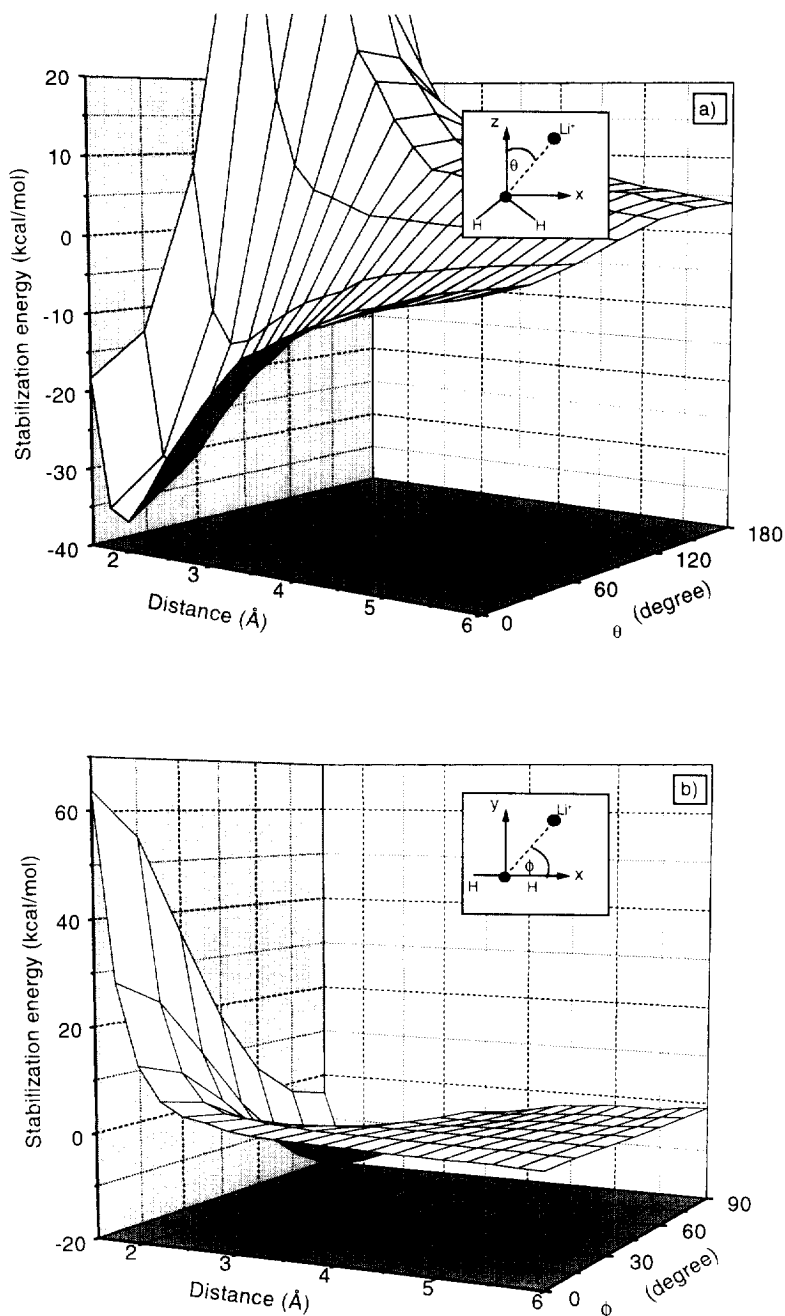 a)
20
10
0
-10
-20
-30
-40
Stabilization energy (kcal/mol)
z
Li+
θ
x
H
H
2
3
4
5
6
Distance (Å)
0
60
120
180
θ (degree)
b)
60
40
20
0
-20
Stabilization energy (kcal/mol)
y
Li+
ϕ
H
H
x
2
3
4
5
6
Distance (Å)
0
30
60
90
ϕ (degree)